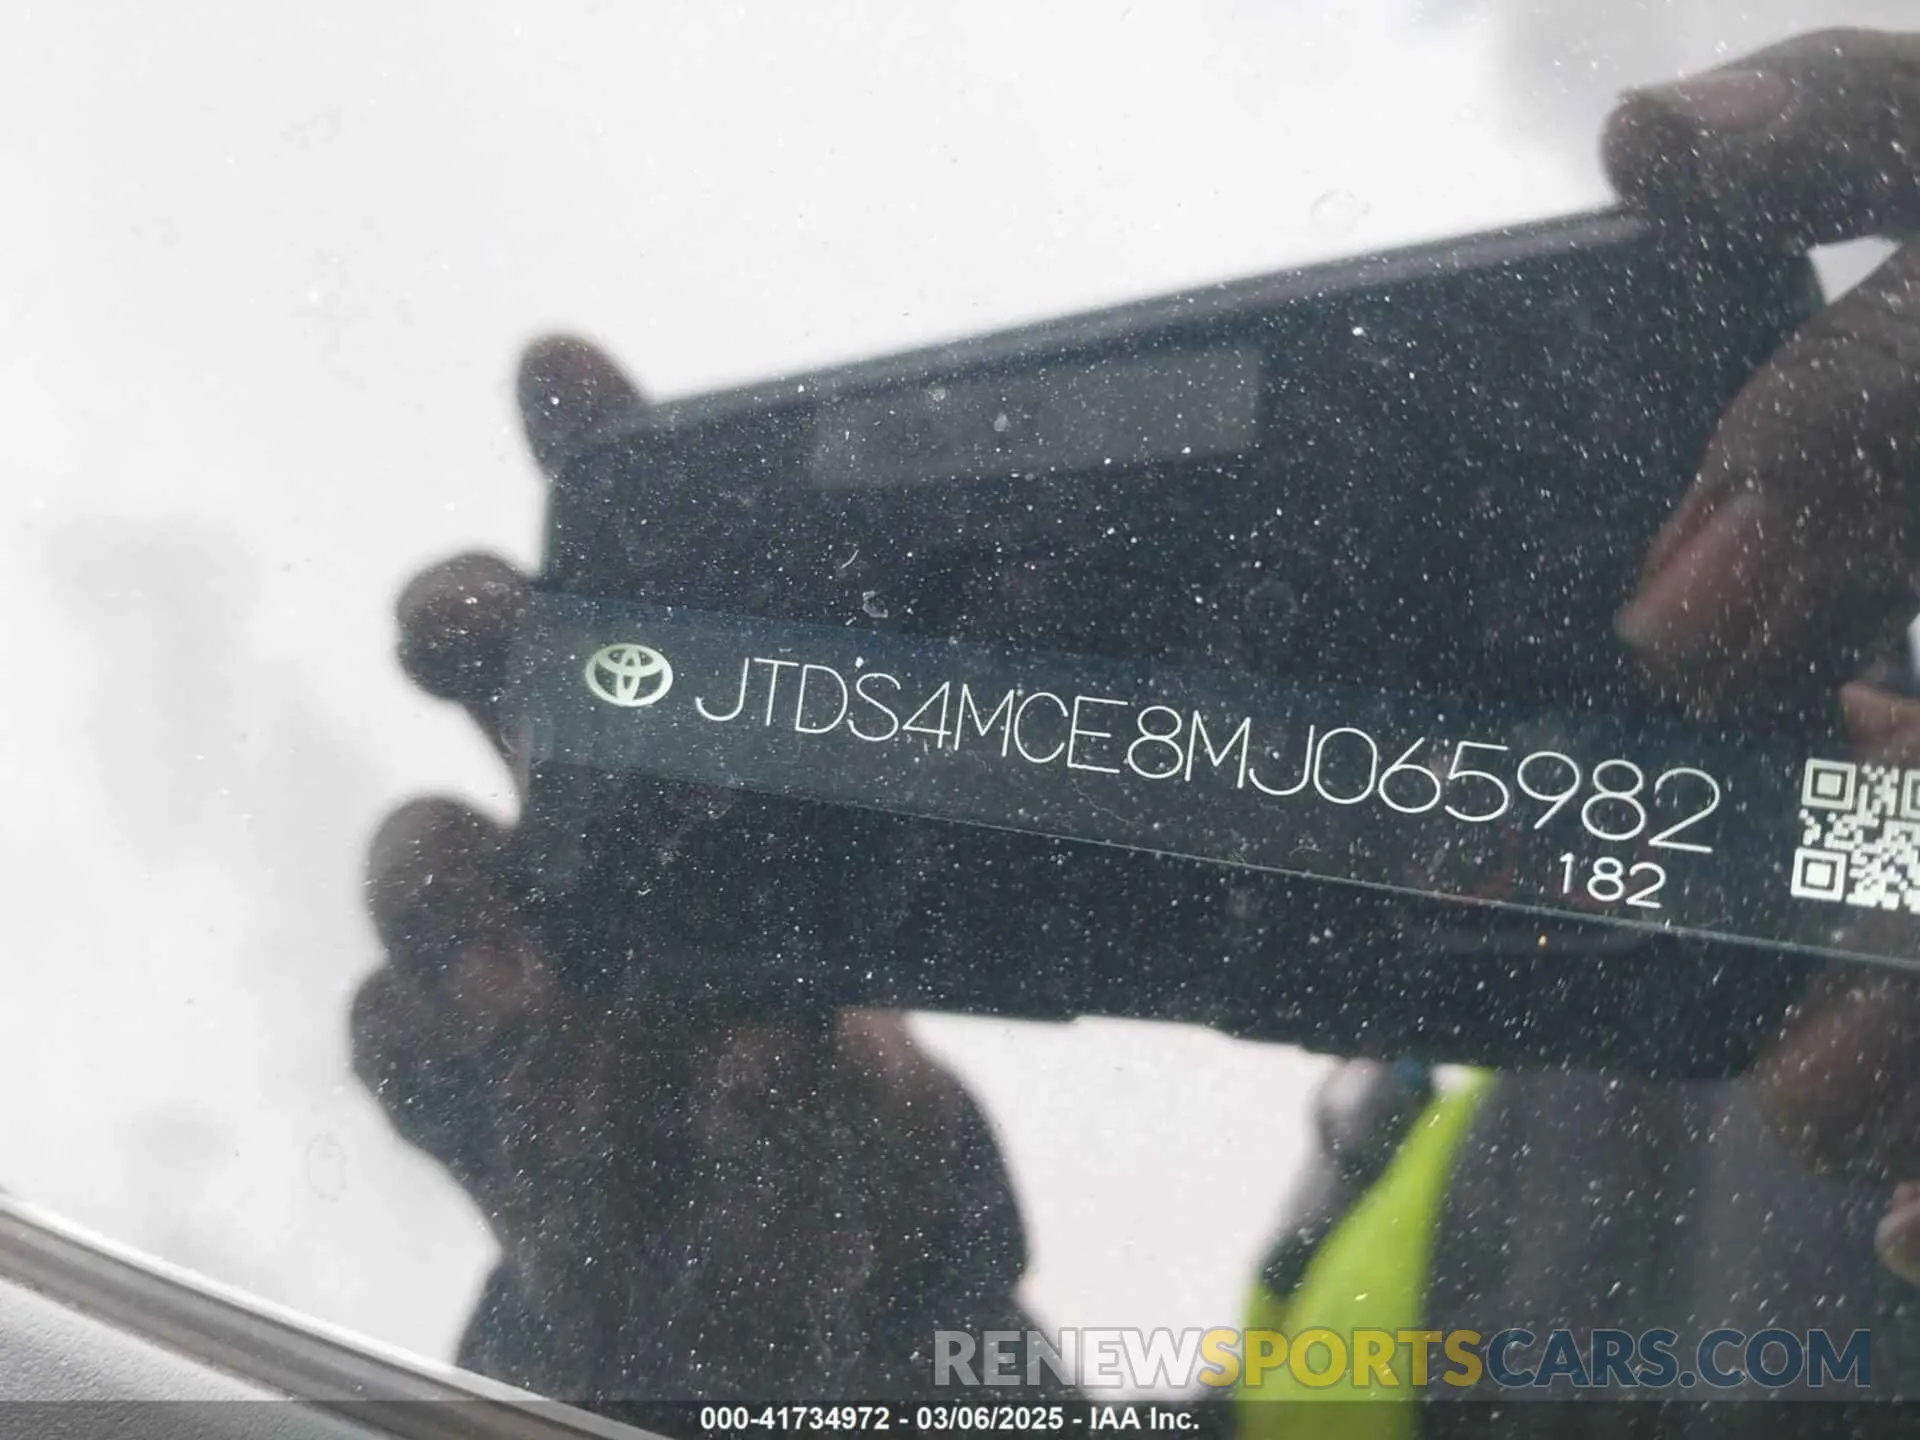 JTDS4MCE8MJ065982
182
RENEWSPORTSCARS.COM
000-41734972 - 03/06/2025 - IAA Inc.